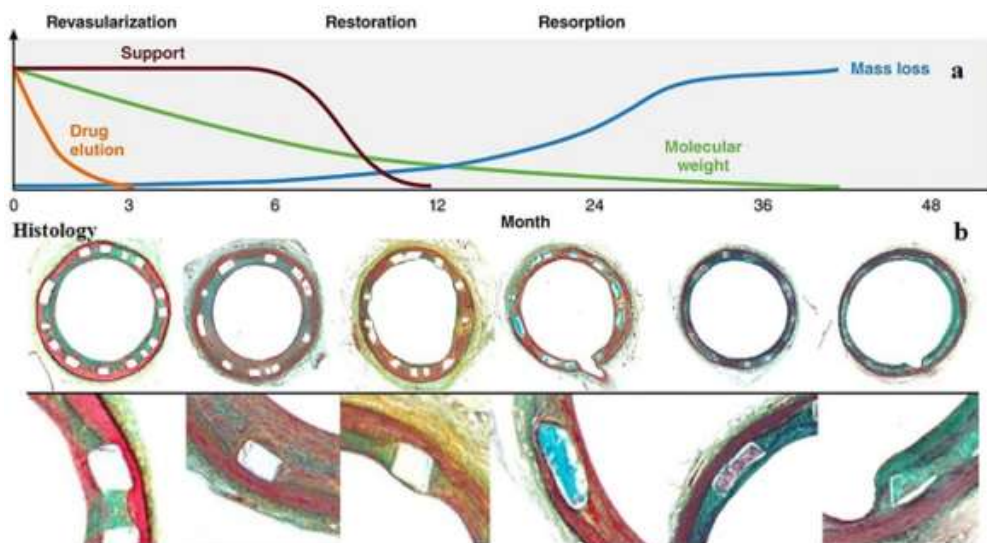 Revasularization Restoration Resorption
Support
Mass loss a
Drug
elution
Molecular
weight
0 3 6 12 24 36 48
Month
Histology b